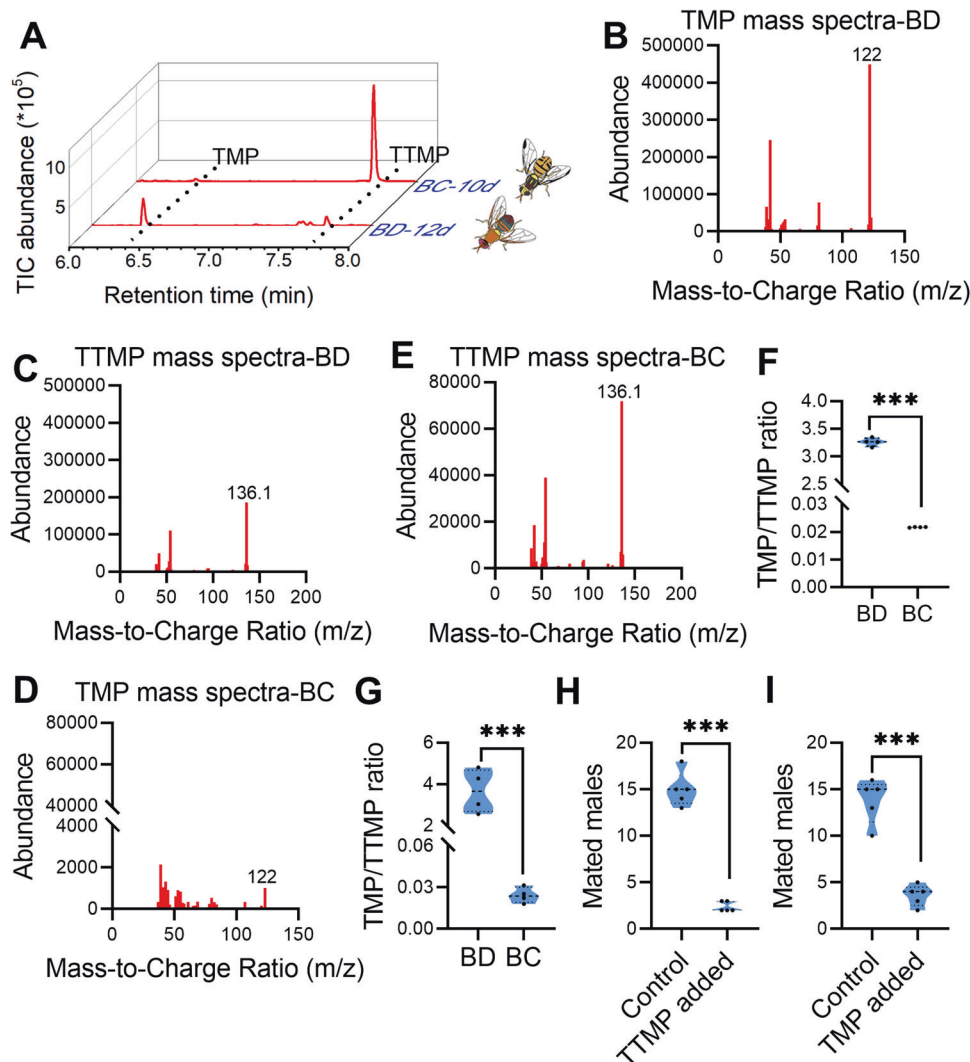 A
TIC abundance (*10⁵)
10
5
6.0
6.5
7.0
7.5
8.0
Retention time (min)
TMP
TTMP
BC-10d
BD-12d
B
TMP mass spectra-BD
Abundance
500000
400000
300000
200000
100000
0
122
0 50 100 150
Mass-to-Charge Ratio (m/z)
C
TTMP mass spectra-BD
Abundance
500000
400000
300000
200000
100000
0
136.1
0 50 100 150 200
Mass-to-Charge Ratio (m/z)
E
TTMP mass spectra-BC
Abundance
80000
60000
40000
20000
0
136.1
0 50 100 150 200
Mass-to-Charge Ratio (m/z)
F
TMP/TTMP ratio
4.0
3.5
3.0
2.5
0.03
0.02
0.01
0.00
***
BD BC
D
TMP mass spectra-BC
Abundance
80000
60000
40000
4000
2000
0
122
0 50 100 150
Mass-to-Charge Ratio (m/z)
G
TMP/TTMP ratio
6
4
2
0.06
0.03
0.00
***
BD BC
H
Mated males
20
15
10
5
0
***
Control
TTMP added
I
Mated males
20
15
10
5
0
***
Control
TMP added